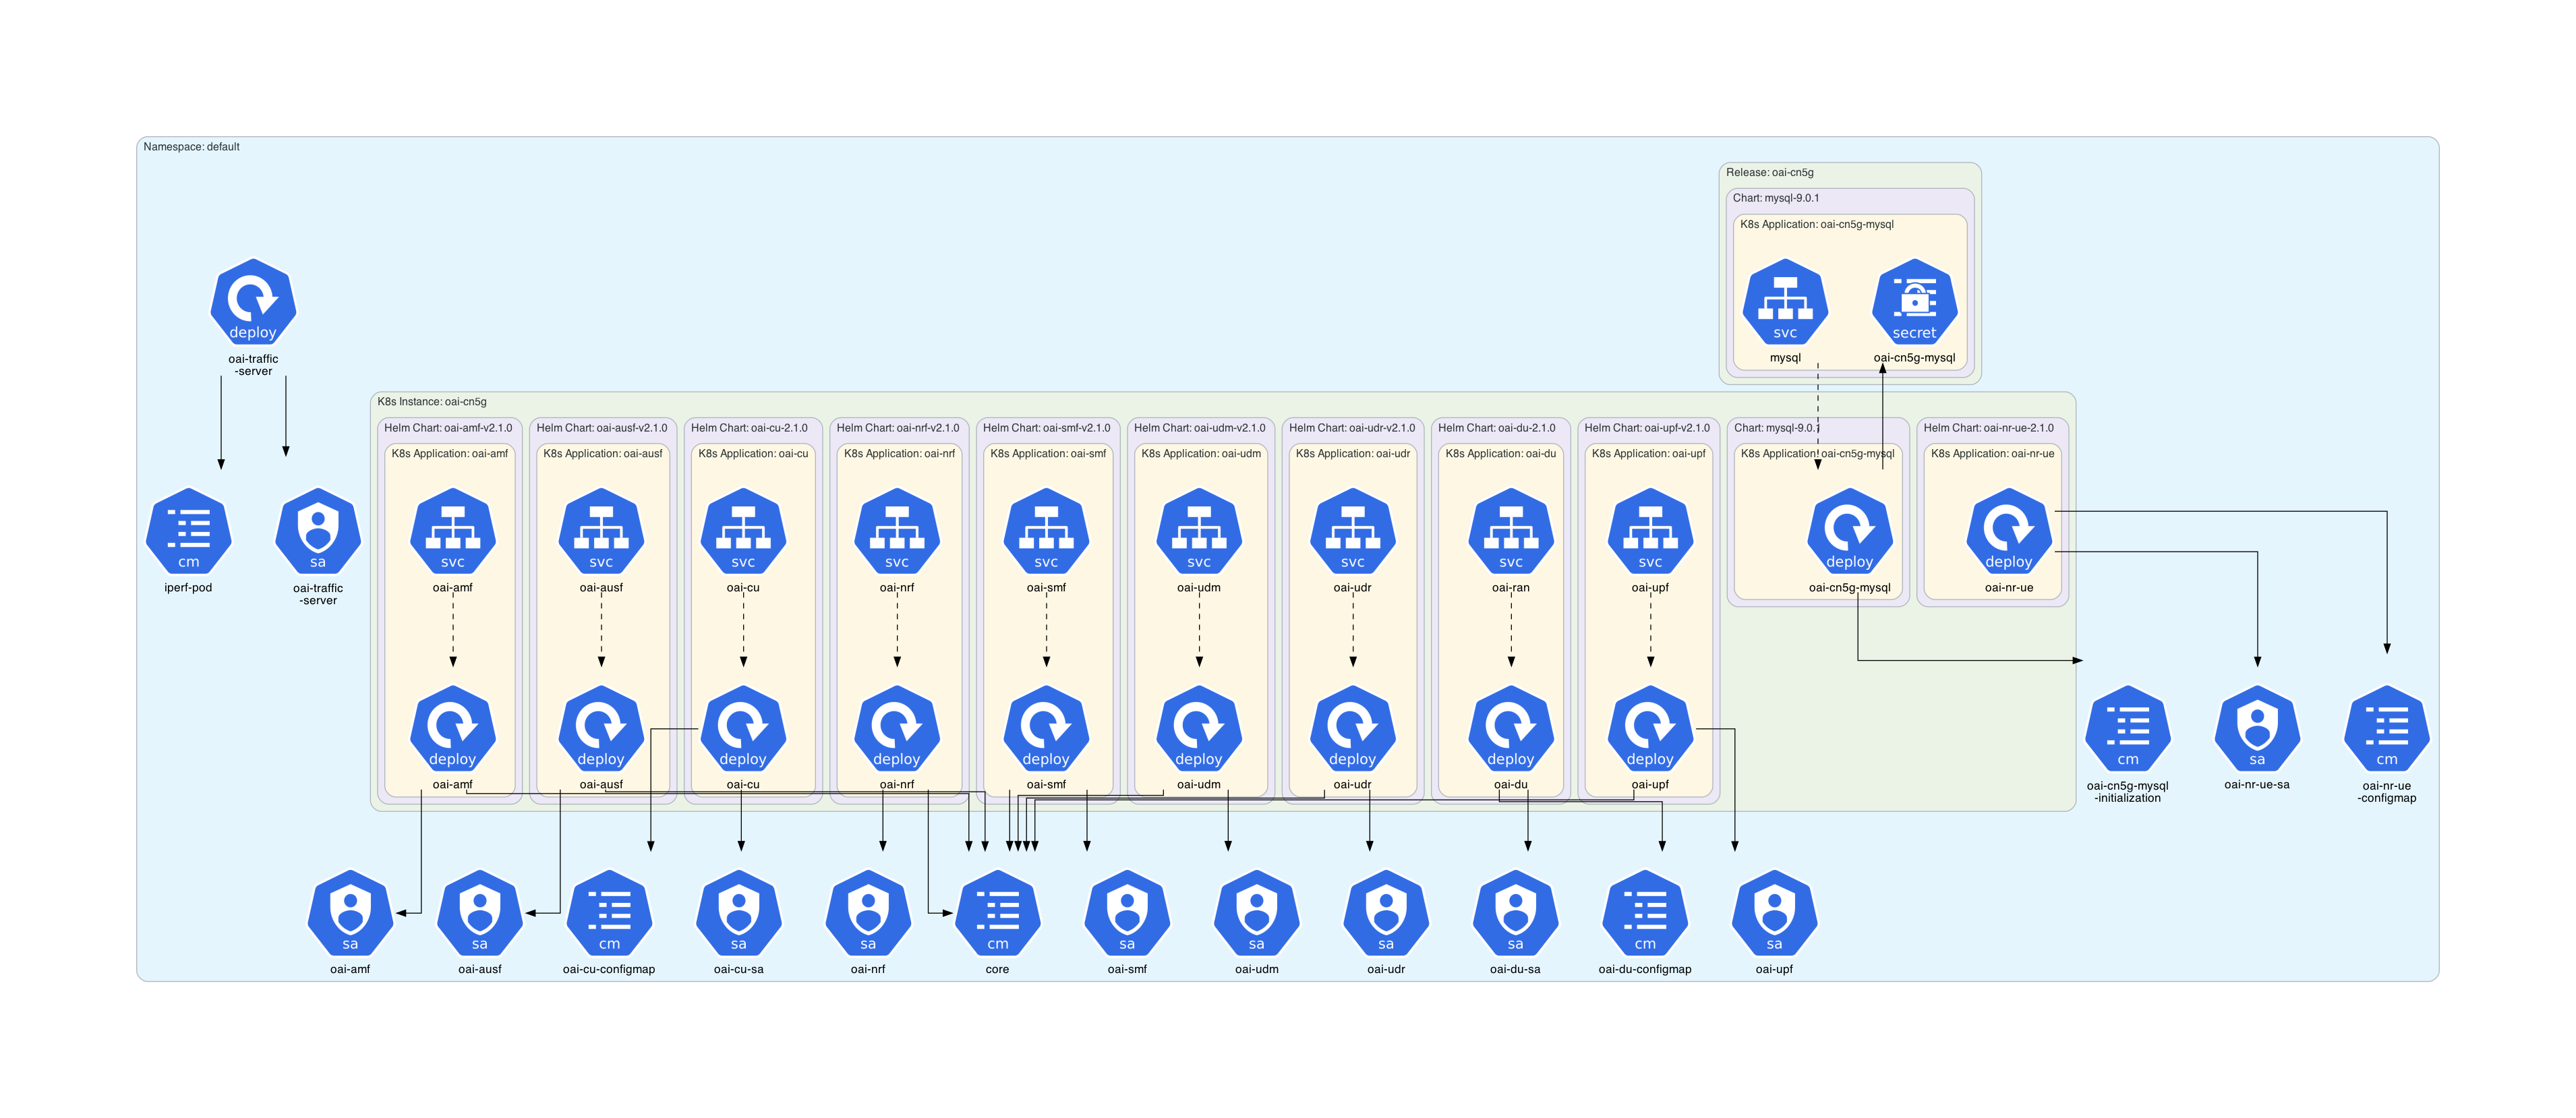 Namespace: default
Release: oai-cn5g
Chart: mysql-9.0.1
K8s Application: oai-cn5g-mysql
deploy
oai-traffic
-server
svc
mysql
secret
oai-cn5g-mysql
K8s Instance: oai-cn5g
Helm Chart: oai-amf-v2.1.0
Helm Chart: oai-ausf-v2.1.0
Helm Chart: oai-cu-2.1.0
Helm Chart: oai-nrf-v2.1.0
Helm Chart: oai-smf-v2.1.0
Helm Chart: oai-udm-v2.1.0
Helm Chart: oai-udr-v2.1.0
Helm Chart: oai-du-2.1.0
Helm Chart: oai-upf-v2.1.0
Chart: mysql-9.0.1
Helm Chart: oai-nr-ue-2.1.0
K8s Application: oai-amf
K8s Application: oai-ausf
K8s Application: oai-cu
K8s Application: oai-nrf
K8s Application: oai-smf
K8s Application: oai-udm
K8s Application: oai-udr
K8s Application: oai-du
K8s Application: oai-upf
K8s Application: oai-cn5g-mysql
K8s Application: oai-nr-ue
cm
iperf-pod
sa
oai-traffic
-server
svc
oai-amf
svc
oai-ausf
svc
oai-cu
svc
oai-nrf
svc
oai-smf
svc
oai-udm
svc
oai-udr
svc
oai-ran
svc
oai-upf
deploy
oai-cn5g-mysql
deploy
oai-nr-ue
deploy
oai-amf
deploy
oai-ausf
deploy
oai-cu
deploy
oai-nrf
deploy
oai-smf
deploy
oai-udm
deploy
oai-udr
deploy
oai-du
deploy
oai-upf
cm
oai-cn5g-mysql
-initialization
sa
oai-nr-ue-sa
cm
oai-nr-ue
-configmap
sa
oai-amf
sa
oai-ausf
cm
oai-cu-configmap
sa
oai-cu-sa
sa
oai-nrf
cm
core
sa
oai-smf
sa
oai-udm
sa
oai-udr
sa
oai-du-sa
cm
oai-du-configmap
sa
oai-upf